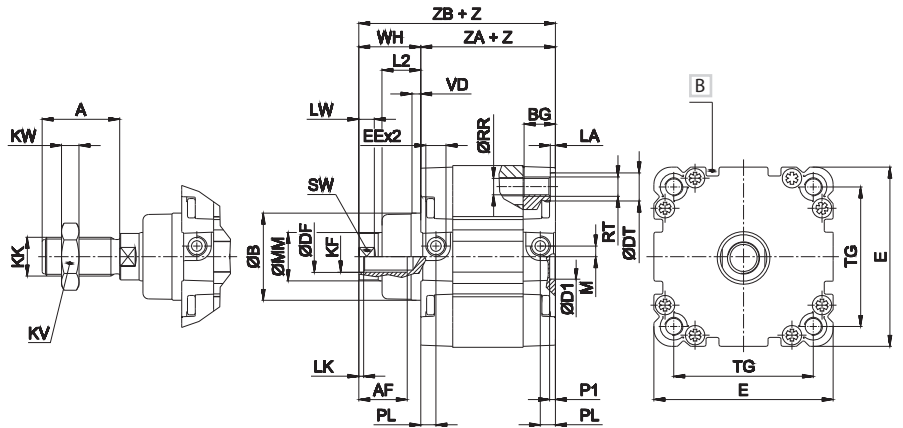 ZB + Z
WH
ZA + Z
L2
VD
B
A
LW
BG
LA
KW
EEx2
ØRR
SW
KK
ØB
ØMM
ØDF
KF
RT
ØDT
TG
E
M
ØD1
KV
LK
AF
P1
TG
PL
PL
E